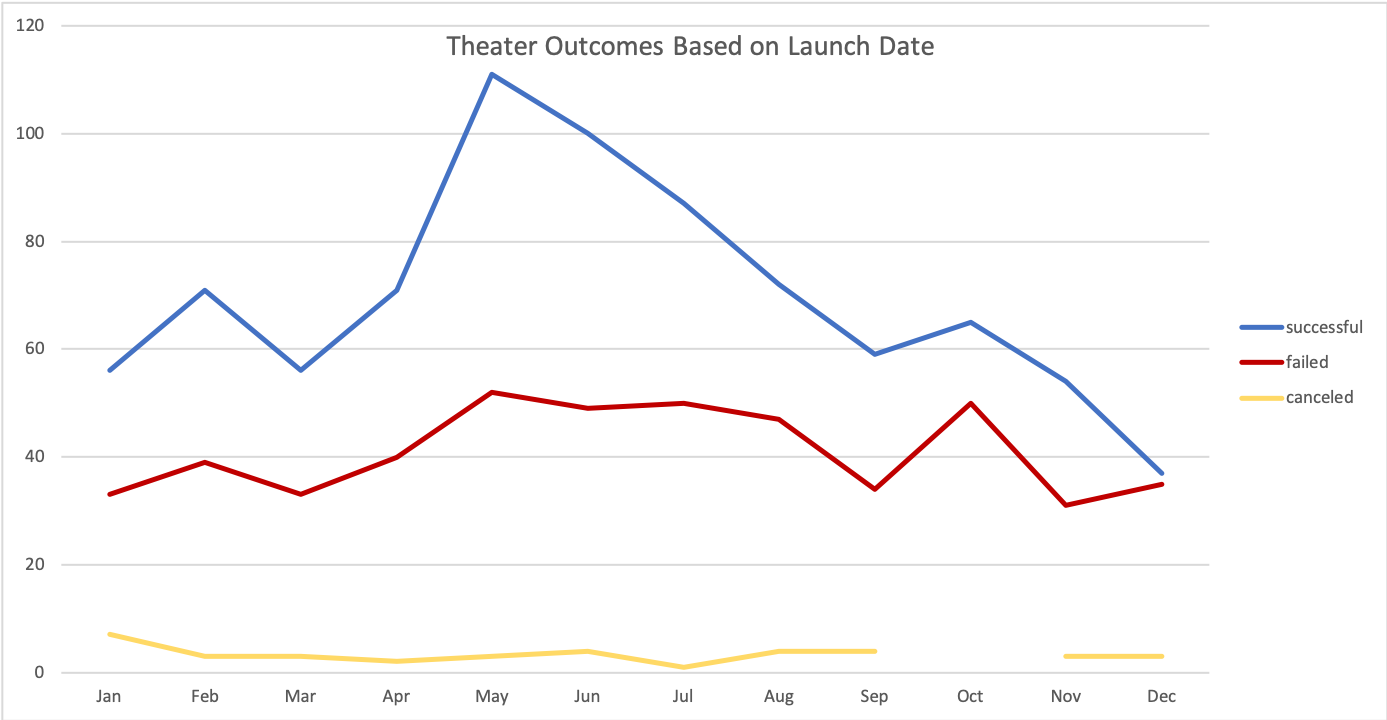 Theater Outcomes Based on Launch Date
120
100
80
60
40
20
0
Jan Feb Mar Apr May Jun Jul Aug Sep Oct Nov Dec
successful
failed
canceled